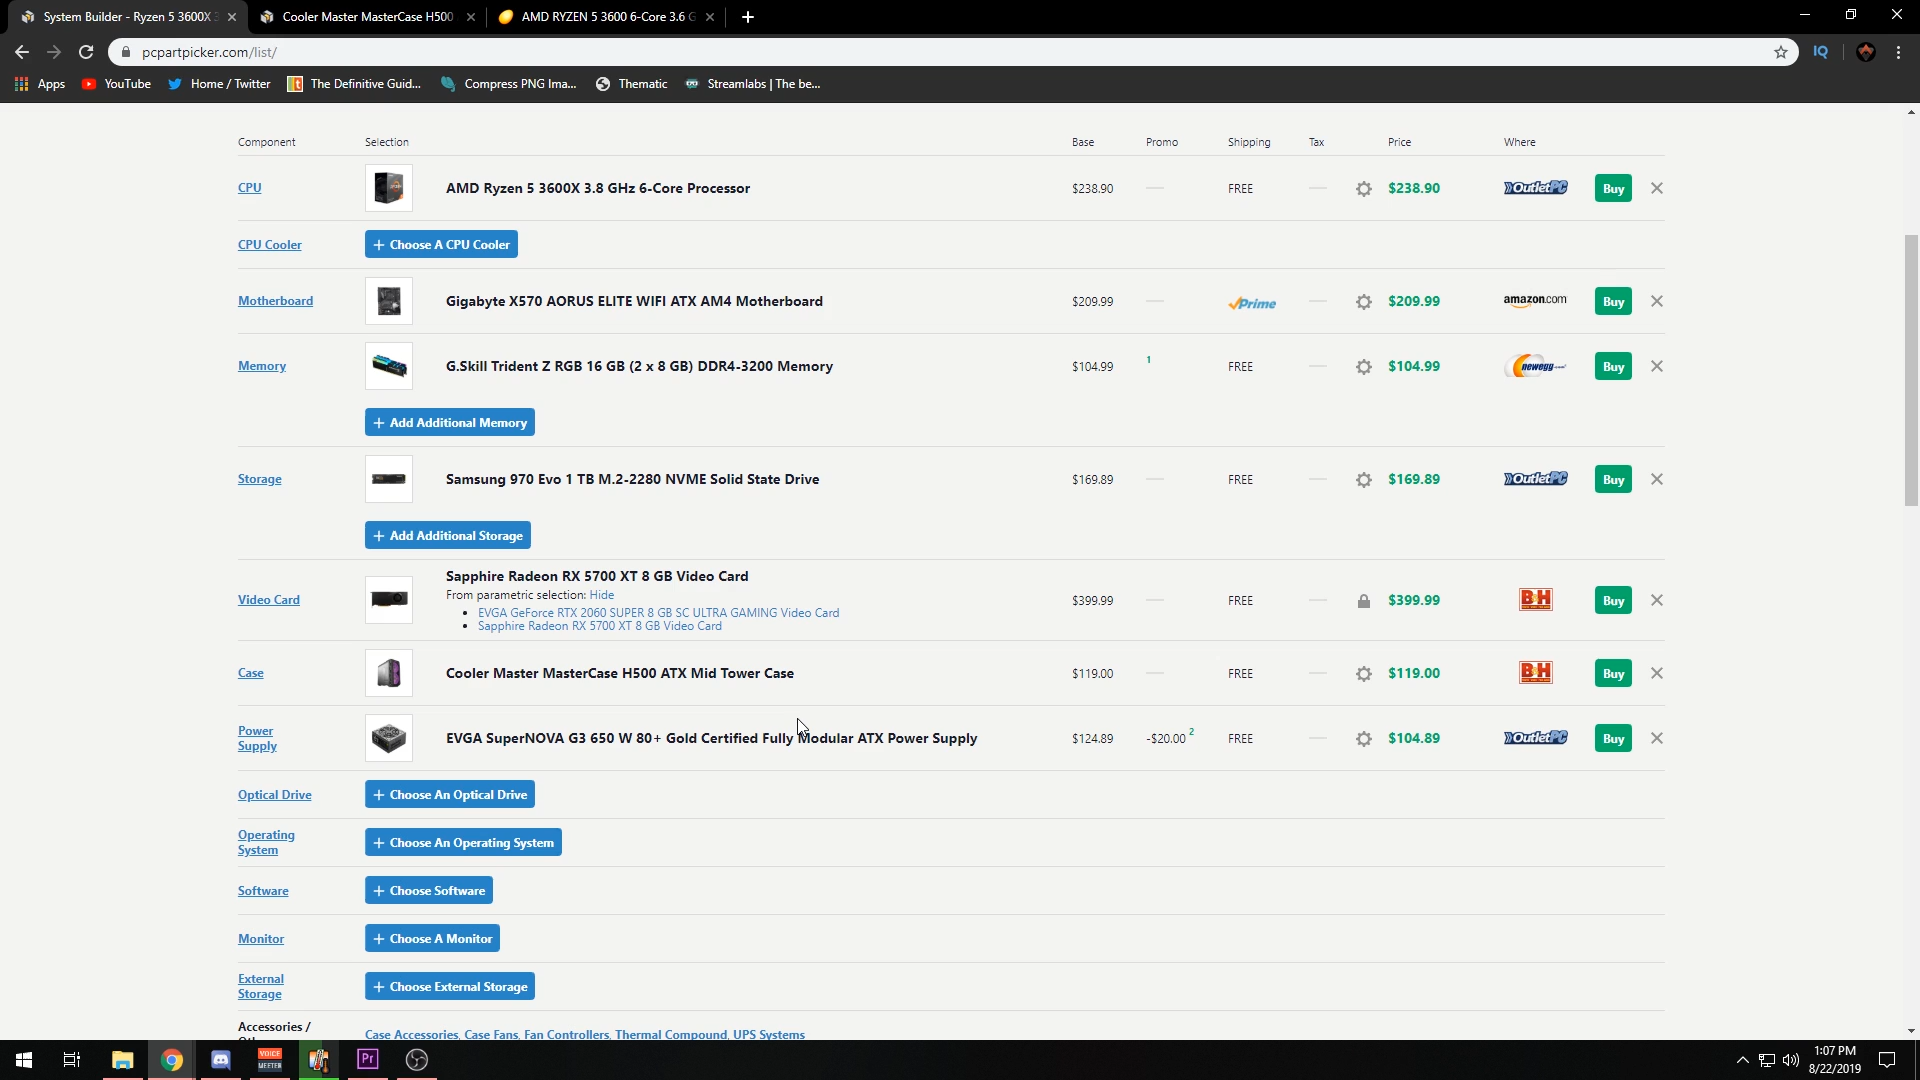 System Builder - Ryzen 5 3600X 3
Cooler Master MasterCase H500
AMD RYZEN 5 3600 6-Core 3.6 G
pcpartpicker.com/list/
IQ
Apps
YouTube
Home / Twitter
The Definitive Guid...
Compress PNG Ima...
Thematic
Streamlabs | The be...
Component Selection Base Promo Shipping Tax Price Where
CPU AMD Ryzen 5 3600X 3.8 GHz 6-Core Processor $238.90 — FREE — $238.90 OutletPC Buy
CPU Cooler + Choose A CPU Cooler
Motherboard Gigabyte X570 AORUS ELITE WIFI ATX AM4 Motherboard $209.99 — Prime — $209.99 amazon.com Buy
Memory G.Skill Trident Z RGB 16 GB (2 x 8 GB) DDR4-3200 Memory $104.99 1 FREE — $104.99 newegg Buy
+ Add Additional Memory
Storage Samsung 970 Evo 1 TB M.2-2280 NVME Solid State Drive $169.89 — FREE — $169.89 OutletPC Buy
+ Add Additional Storage
Sapphire Radeon RX 5700 XT 8 GB Video Card
From parametric selection: Hide
Video Card $399.99 — FREE — $399.99 B&H Buy
• EVGA GeForce RTX 2060 SUPER 8 GB SC ULTRA GAMING Video Card
• Sapphire Radeon RX 5700 XT 8 GB Video Card
Case Cooler Master MasterCase H500 ATX Mid Tower Case $119.00 — FREE — $119.00 B&H Buy
Power
Supply EVGA SuperNOVA G3 650 W 80+ Gold Certified Fully Modular ATX Power Supply $124.89 -$20.00 2 FREE — $104.89 OutletPC Buy
Optical Drive + Choose An Optical Drive
Operating
System + Choose An Operating System
Software + Choose Software
Monitor + Choose A Monitor
External
Storage + Choose External Storage
Accessories /
Case Accessories, Case Fans, Fan Controllers, Thermal Compound, UPS Systems
VOICE
MEETER
Pr
1:07 PM
8/22/2019